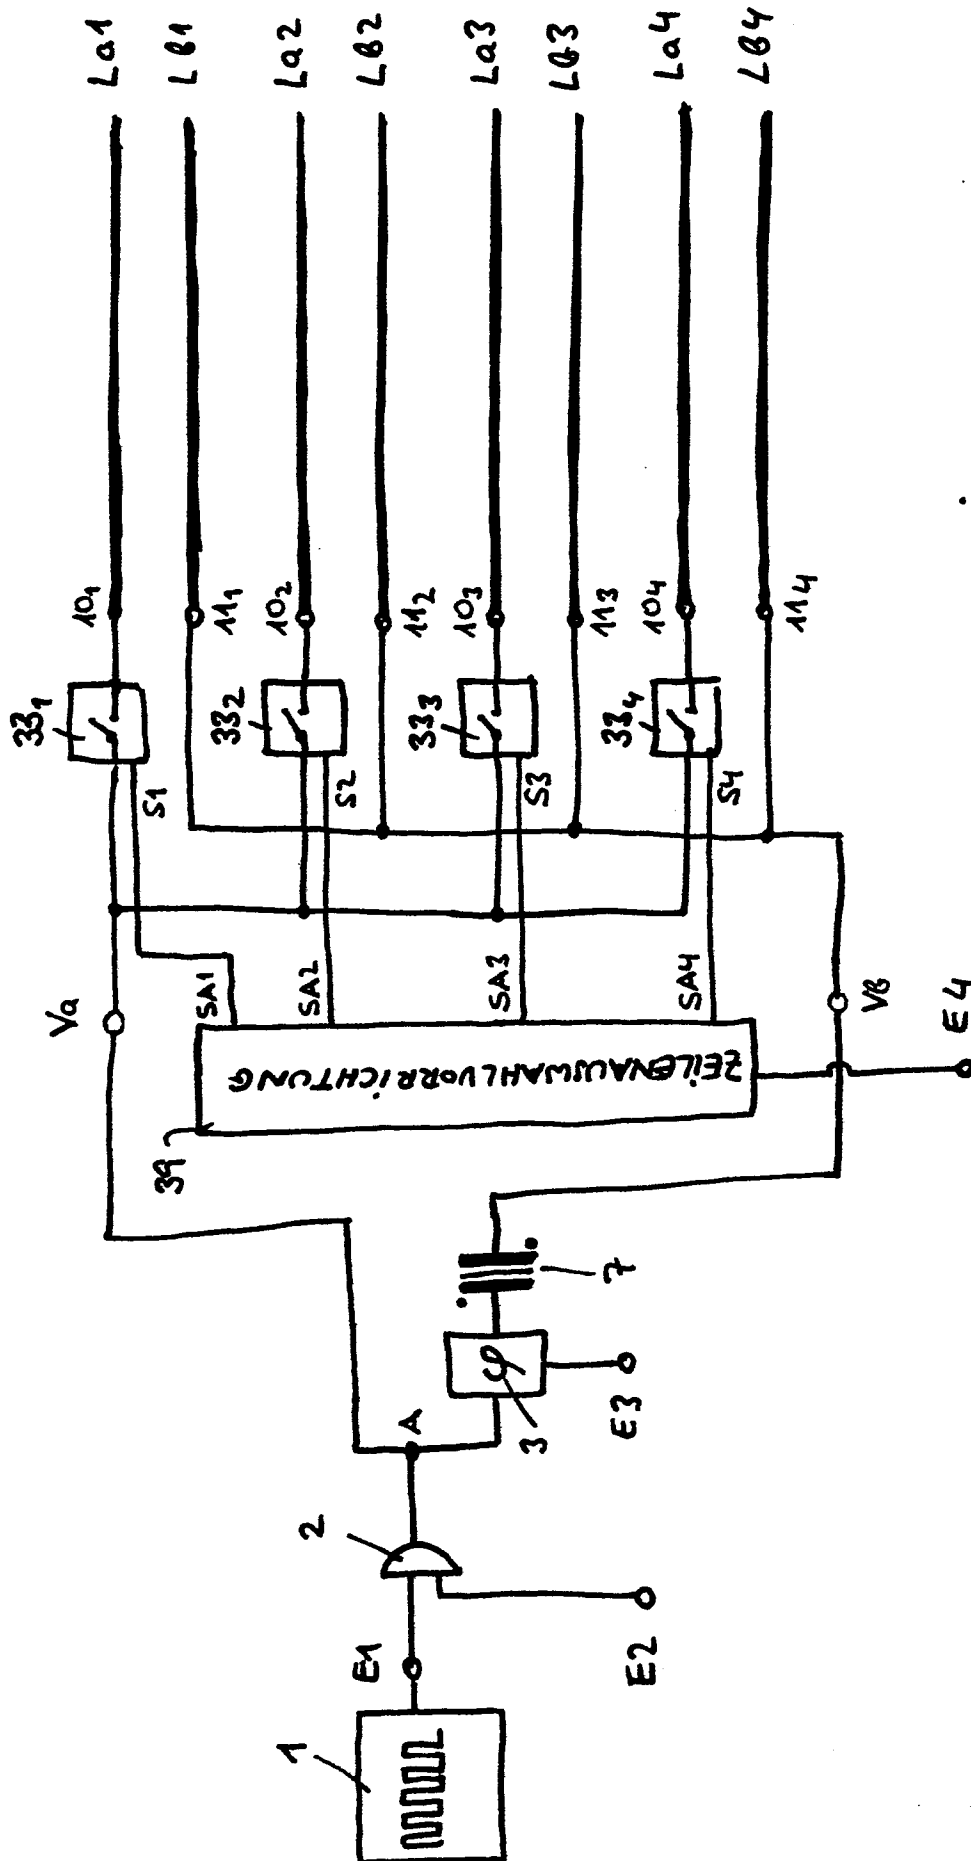 La1
Lb1
La2
Lb2
La3
Lb3
La4
Lb4
10₁
11₁
10₂
11₂
10₃
11₃
10₄
11₄
33₁
33₂
33₃
33₄
S1
S2
S3
S4
Va
SA1
SA2
SA3
SA4
Vb
E4
ZEILENAUSWAHLVORRICHTUNG
39
7
φ
3
E3
A
2
E1
E2
1